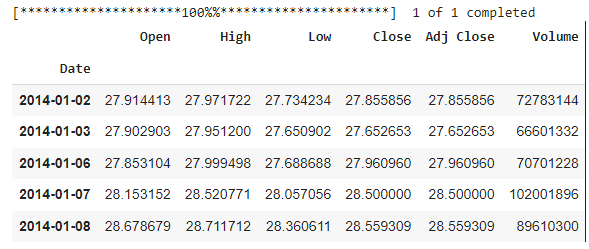 [*********************100%%**********************]  1 of 1 completed
Open High Low Close Adj Close Volume
Date
2014-01-02 27.914413 27.971722 27.734234 27.855856 27.855856 72783144
2014-01-03 27.902903 27.951200 27.650902 27.652653 27.652653 66601332
2014-01-06 27.853104 27.999498 27.688688 27.960960 27.960960 70701228
2014-01-07 28.153152 28.520771 28.057056 28.500000 28.500000 102001896
2014-01-08 28.678679 28.711712 28.360611 28.559309 28.559309 89610300